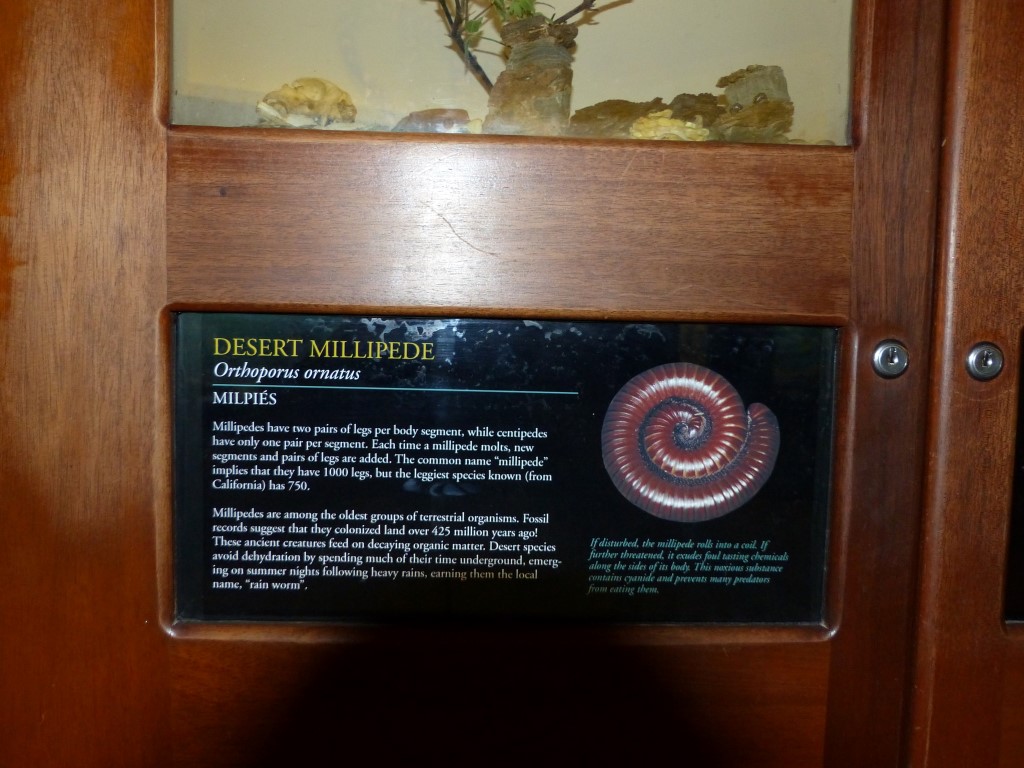 DESERT MILLIPEDE
Orthoporus ornatus
MILPIÉS
Millipedes have two pairs of legs per body segment, while centipedes
have only one pair per segment. Each time a millipede molts, new
segments and pairs of legs are added. The common name “millipede”
implies that they have 1000 legs, but the leggiest species known (from
California) has 750.
Millipedes are among the oldest groups of terrestrial organisms. Fossil
records suggest that they colonized land over 425 million years ago!
These ancient creatures feed on decaying organic matter. Desert species
avoid dehydration by spending much of their time underground, emerg-
ing on summer nights following heavy rains, earning them the local
name, “rain worm”.
If disturbed, the millipede rolls into a coil. If
further threatened, it exudes foul tasting chemicals
along the sides of its body. This noxious substance
contains cyanide and prevents many predators
from eating them.